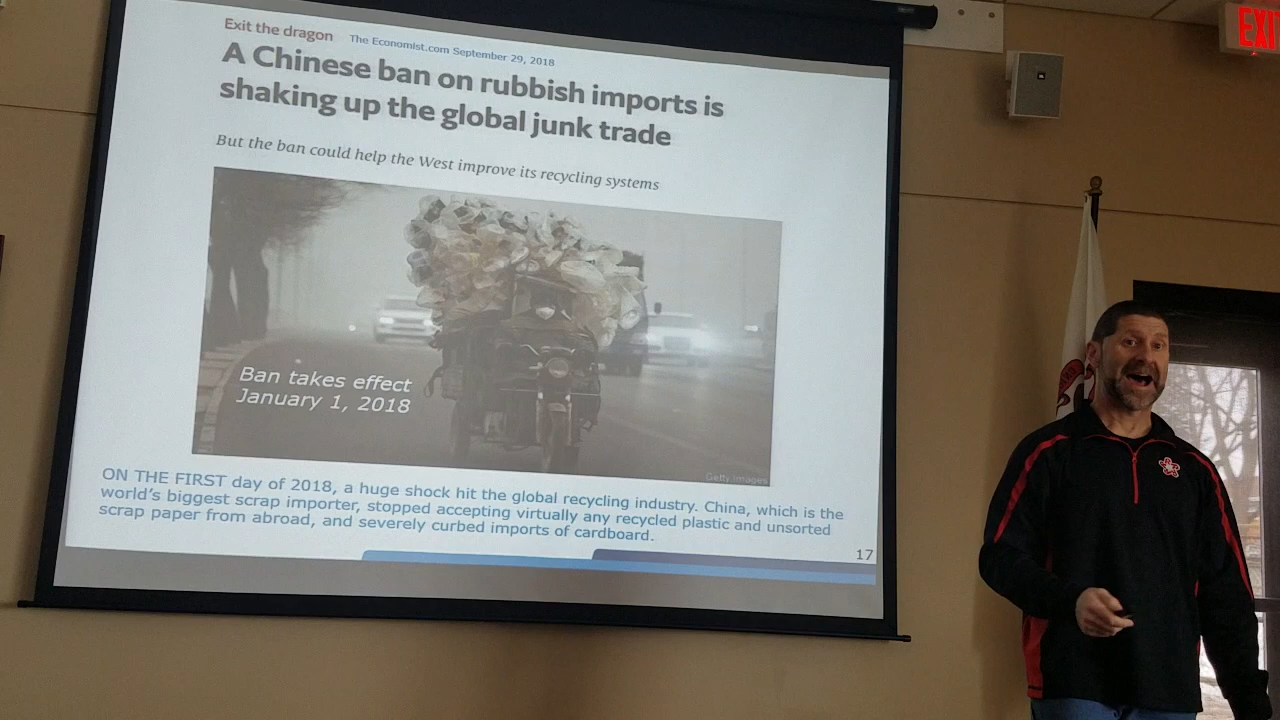 Exit the dragon The Economist.com September 29, 2018
A Chinese ban on rubbish imports is
shaking up the global junk trade
But the ban could help the West improve its recycling systems
Ban takes effect
January 1, 2018
Getty Images
ON THE FIRST day of 2018, a huge shock hit the global recycling industry. China, which is the
world's biggest scrap importer, stopped accepting virtually any recycled plastic and unsorted
scrap paper from abroad, and severely curbed imports of cardboard.
17
EXI